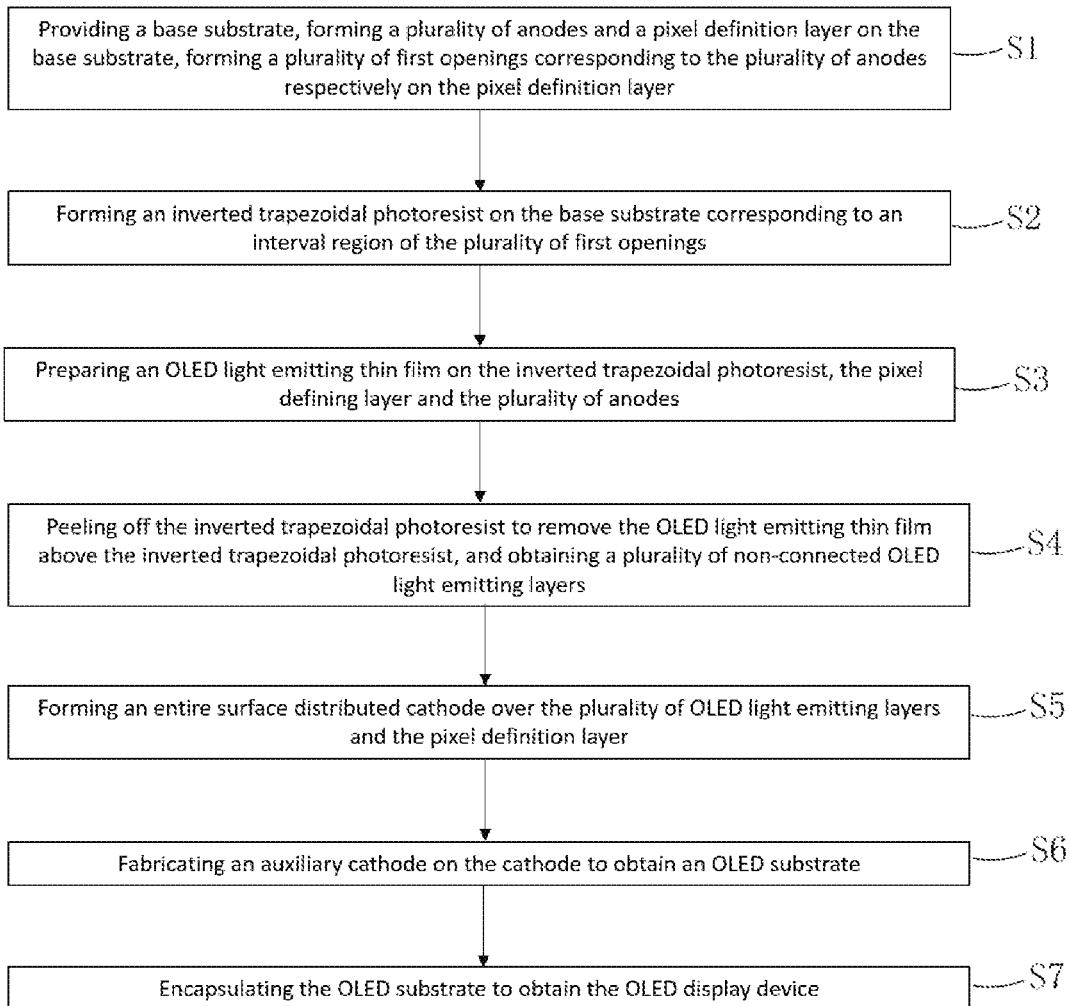 Providing a base substrate, forming a plurality of anodes and a pixel definition layer on the
base substrate, forming a plurality of first openings corresponding to the plurality of anodes
respectively on the pixel definition layer
S1
Forming an inverted trapezoidal photoresist on the base substrate corresponding to an
interval region of the plurality of first openings
S2
Preparing an OLED light emitting thin film on the inverted trapezoidal photoresist, the pixel
defining layer and the plurality of anodes
S3
Peeling off the inverted trapezoidal photoresist to remove the OLED light emitting thin film
above the inverted trapezoidal photoresist, and obtaining a plurality of non-connected OLED
light emitting layers
S4
Forming an entire surface distributed cathode over the plurality of OLED light emitting layers
and the pixel definition layer
S5
Fabricating an auxiliary cathode on the cathode to obtain an OLED substrate
S6
Encapsulating the OLED substrate to obtain the OLED display device
S7